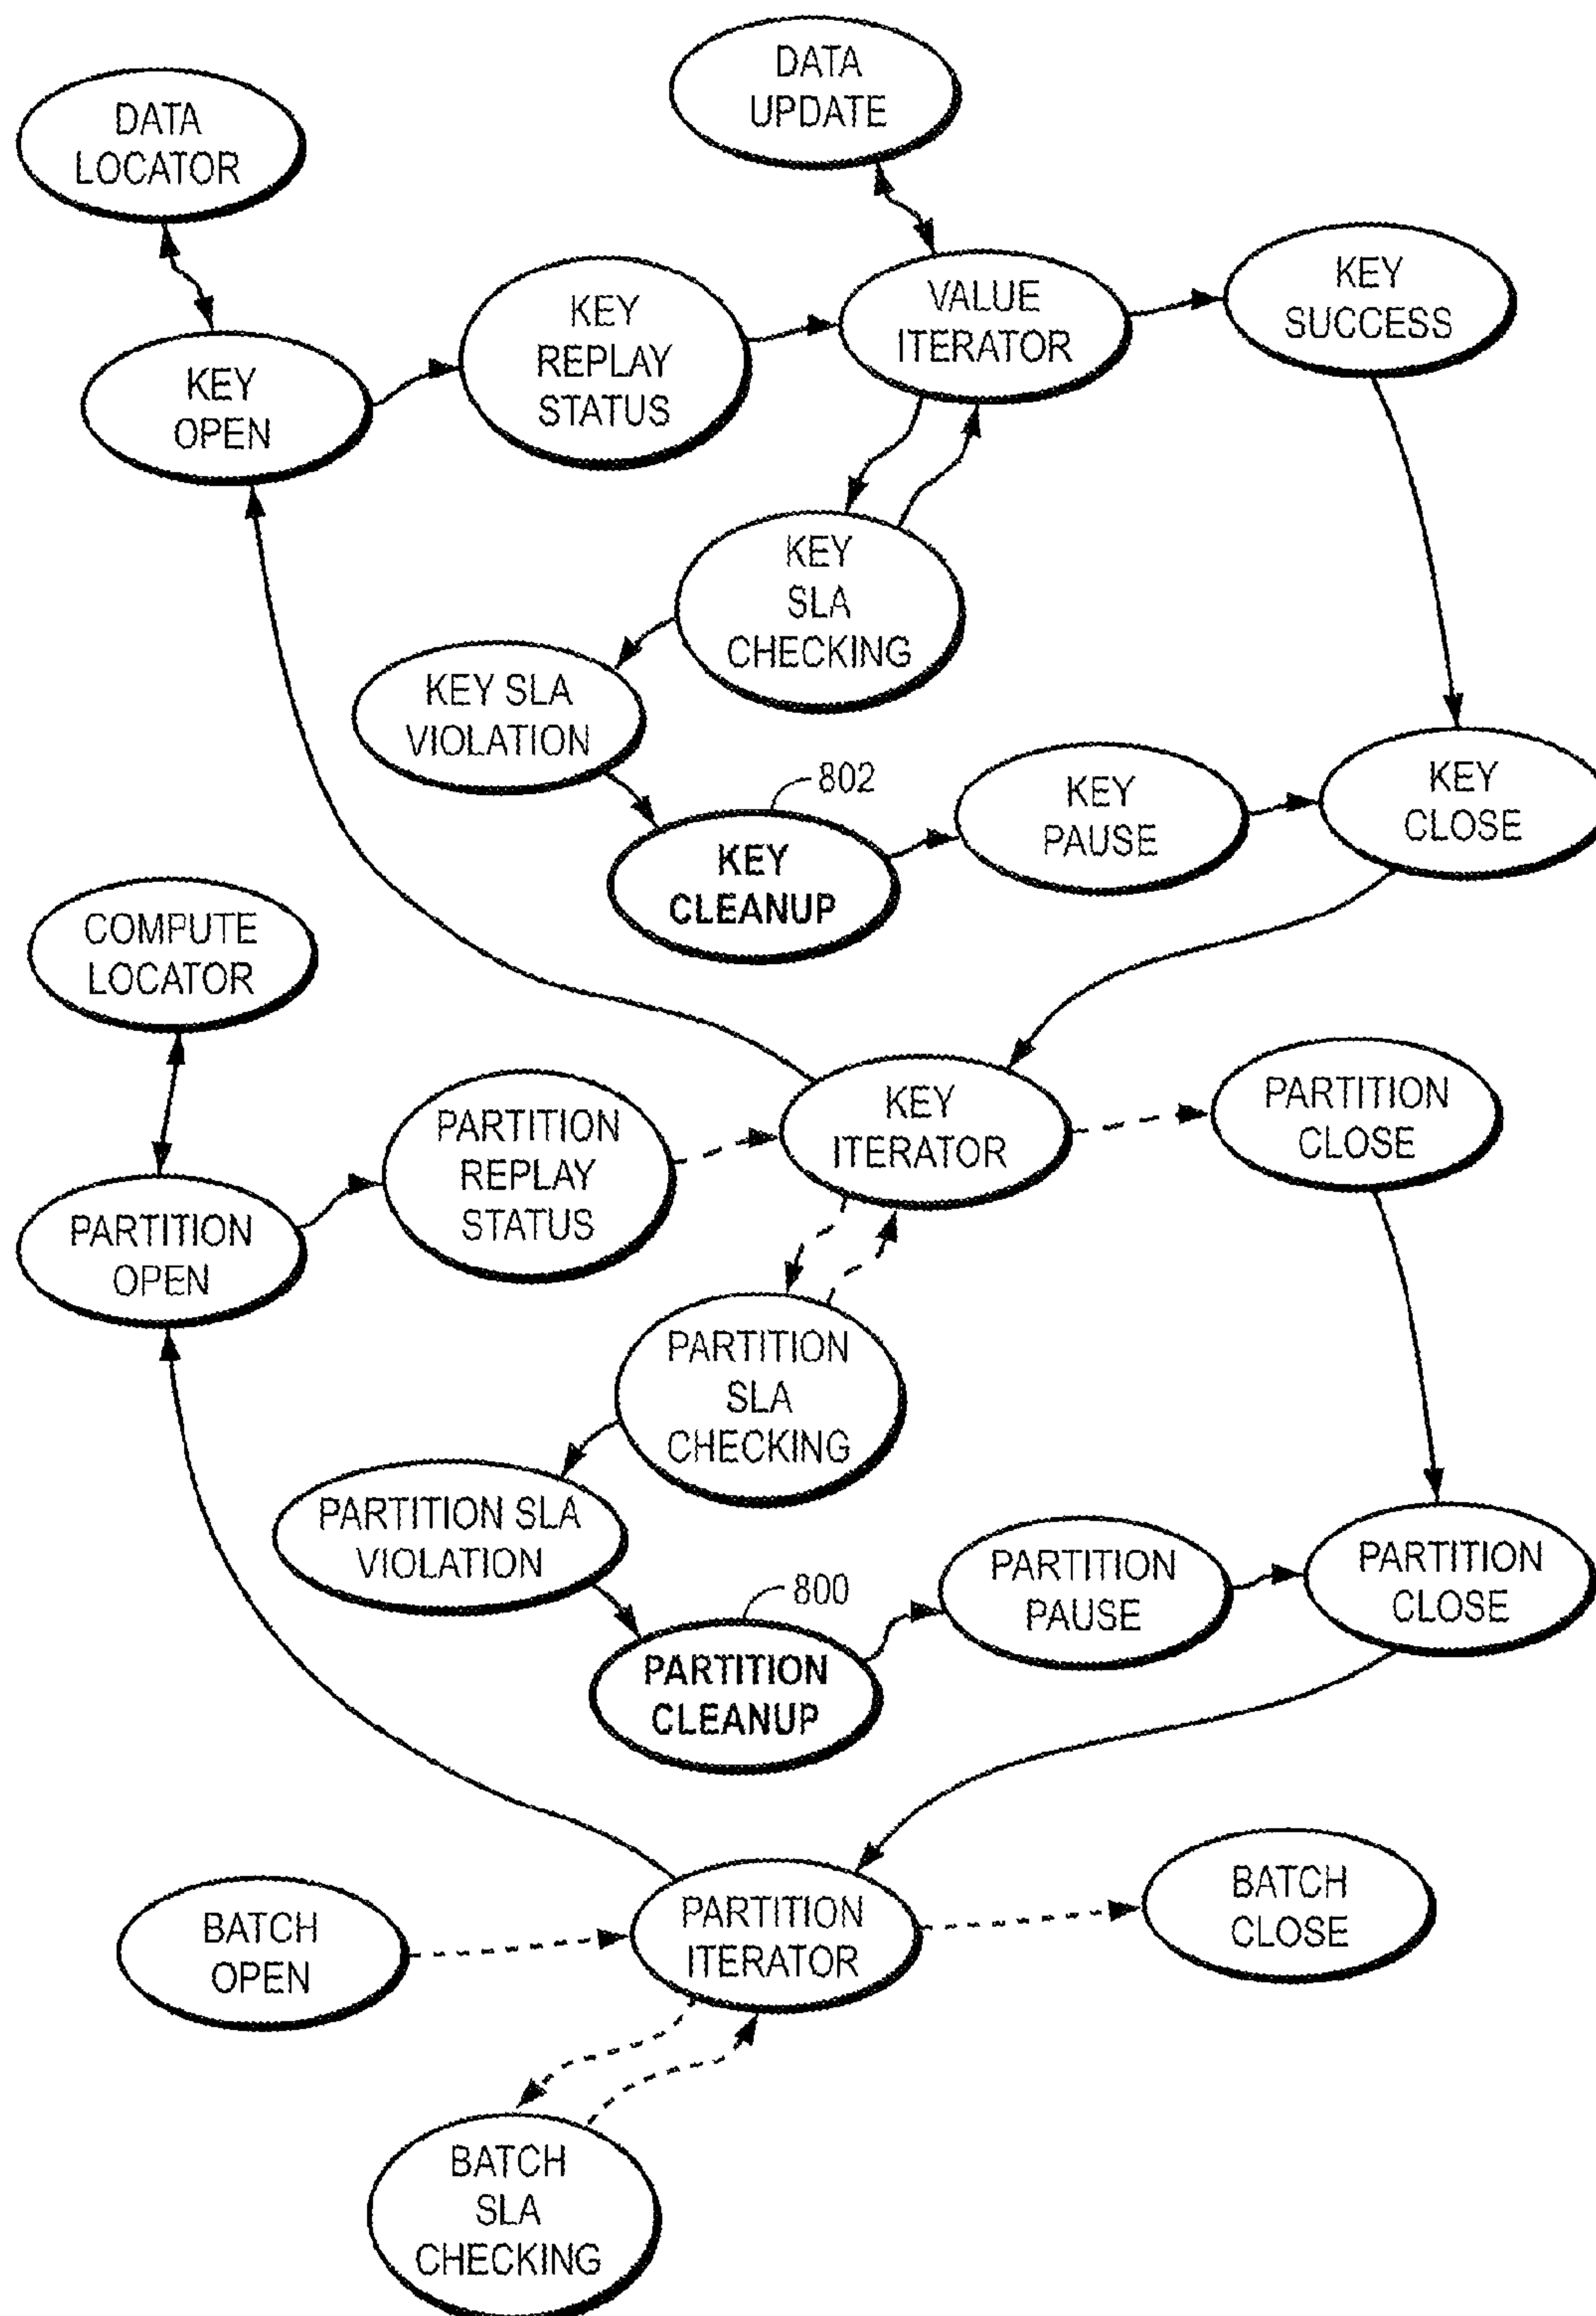 DATA
UPDATE
DATA
LOCATOR
KEY
SUCCESS
VALUE
ITERATOR
KEY
REPLAY
STATUS
KEY
OPEN
KEY
SLA
CHECKING
KEY SLA
VIOLATION
802
KEY
CLEANUP
KEY
PAUSE
KEY
CLOSE
COMPUTE
LOCATOR
KEY
ITERATOR
PARTITION
CLOSE
PARTITION
REPLAY
STATUS
PARTITION
OPEN
PARTITION
SLA
CHECKING
PARTITION SLA
VIOLATION
800
PARTITION
CLEANUP
PARTITION
PAUSE
PARTITION
CLOSE
BATCH
OPEN
PARTITION
ITERATOR
BATCH
CLOSE
BATCH
SLA
CHECKING